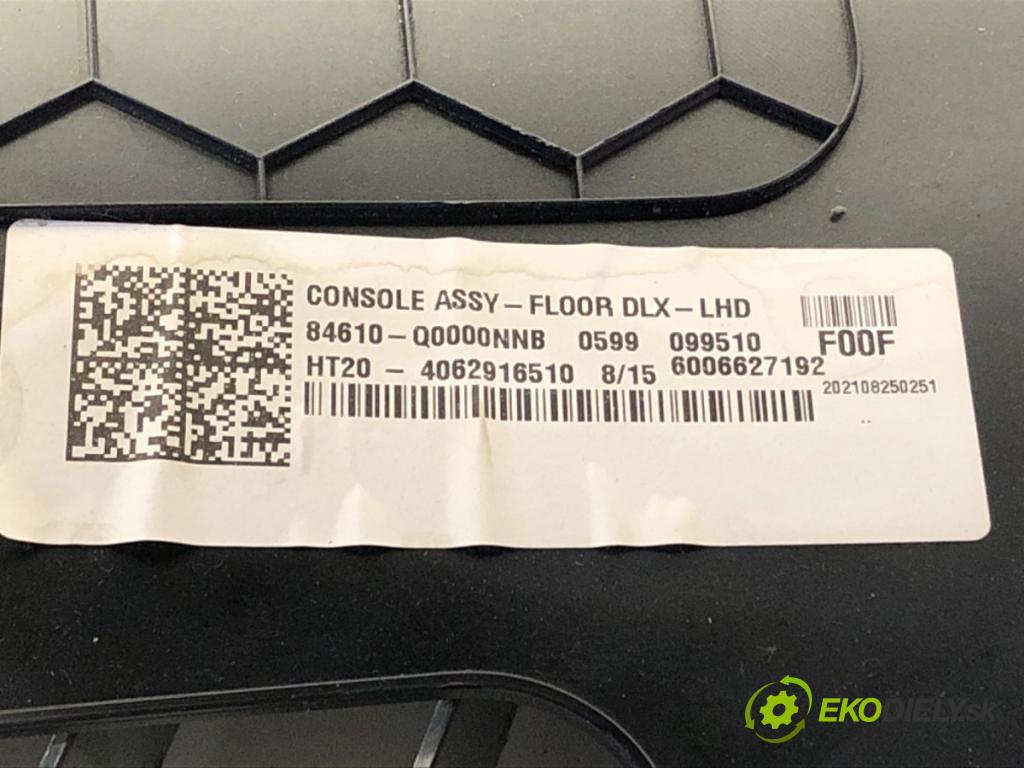 CONSOLE ASSY-FLOOR DLX-LHD
84610-Q0000NNB 0599 099510 F00F
HT20 - 4062916510 8/15 6006627192
202108250251
EKODIELY.sk